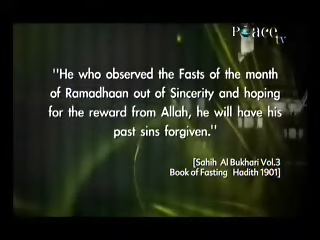 Peace
tv
"He who observed the Fasts of the month
of Ramadhaan out of Sincerity and hoping
for the reward from Allah, he will have his
past sins forgiven."
[Sahih Al Bukhari Vol.3
Book of Fasting Hadith 1901]